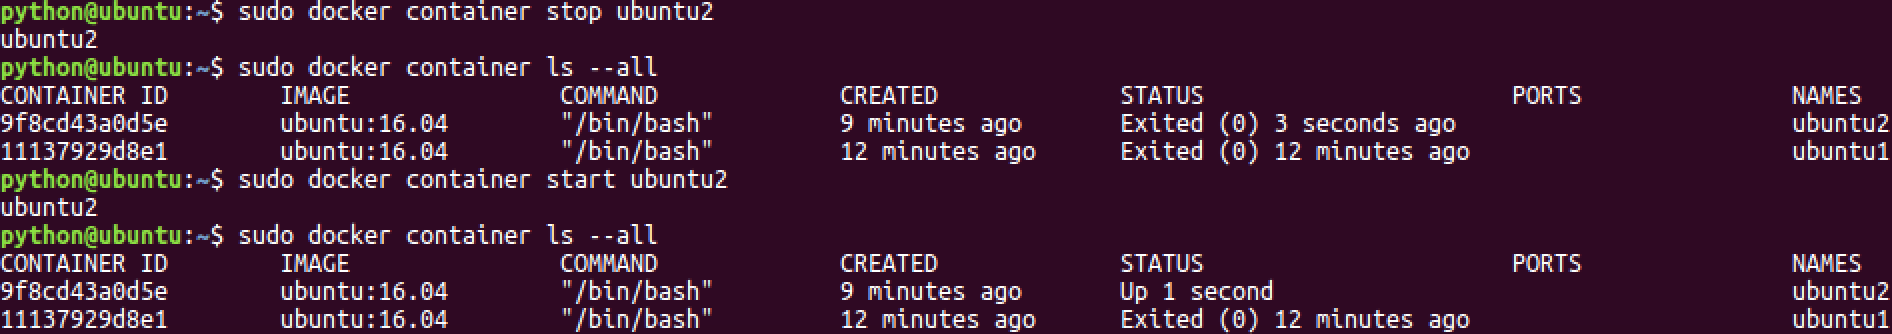 python@ubuntu:~$ sudo docker container stop ubuntu2
ubuntu2
python@ubuntu:~$ sudo docker container ls --all
CONTAINER ID        IMAGE               COMMAND             CREATED             STATUS                      PORTS               NAMES
9f8cd43a0d5e        ubuntu:16.04        "/bin/bash"         9 minutes ago       Exited (0) 3 seconds ago                        ubuntu2
11137929d8e1        ubuntu:16.04        "/bin/bash"         12 minutes ago      Exited (0) 12 minutes ago                       ubuntu1
python@ubuntu:~$ sudo docker container start ubuntu2
ubuntu2
python@ubuntu:~$ sudo docker container ls --all
CONTAINER ID        IMAGE               COMMAND             CREATED             STATUS                      PORTS               NAMES
9f8cd43a0d5e        ubuntu:16.04        "/bin/bash"         9 minutes ago       Up 1 second                                     ubuntu2
11137929d8e1        ubuntu:16.04        "/bin/bash"         12 minutes ago      Exited (0) 12 minutes ago                       ubuntu1